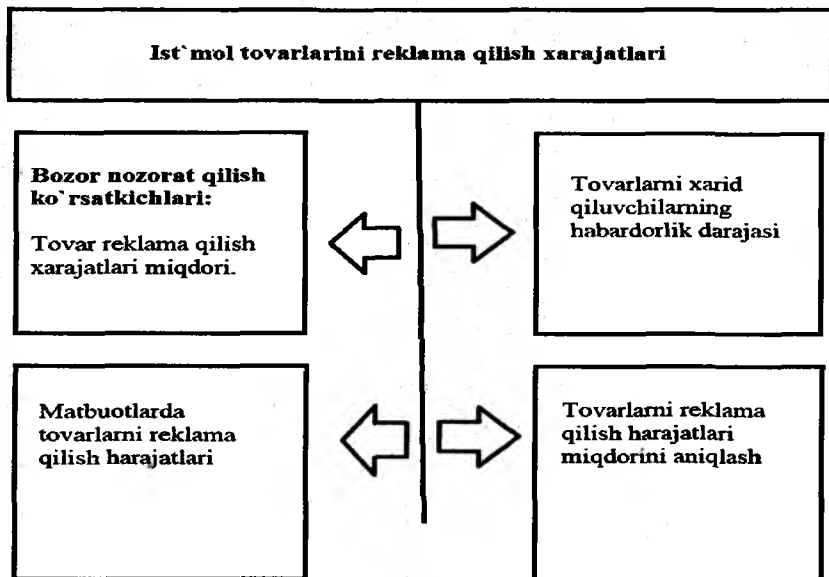 Ist`mol tovarlarini reklama qilish xarajatlari
Bozor nozorat qilish
ko`rsatkichlari:
Tovar reklama qilish
xarajatlari miqdori.
Tovarlarni xarid
qiluvchilarning
habardorlik darajasi
Matbuotlarda
tovarlarni reklama
qilish harajatlari
Tovarlarni reklama
qilish harajatlari
miqdorini aniqlash